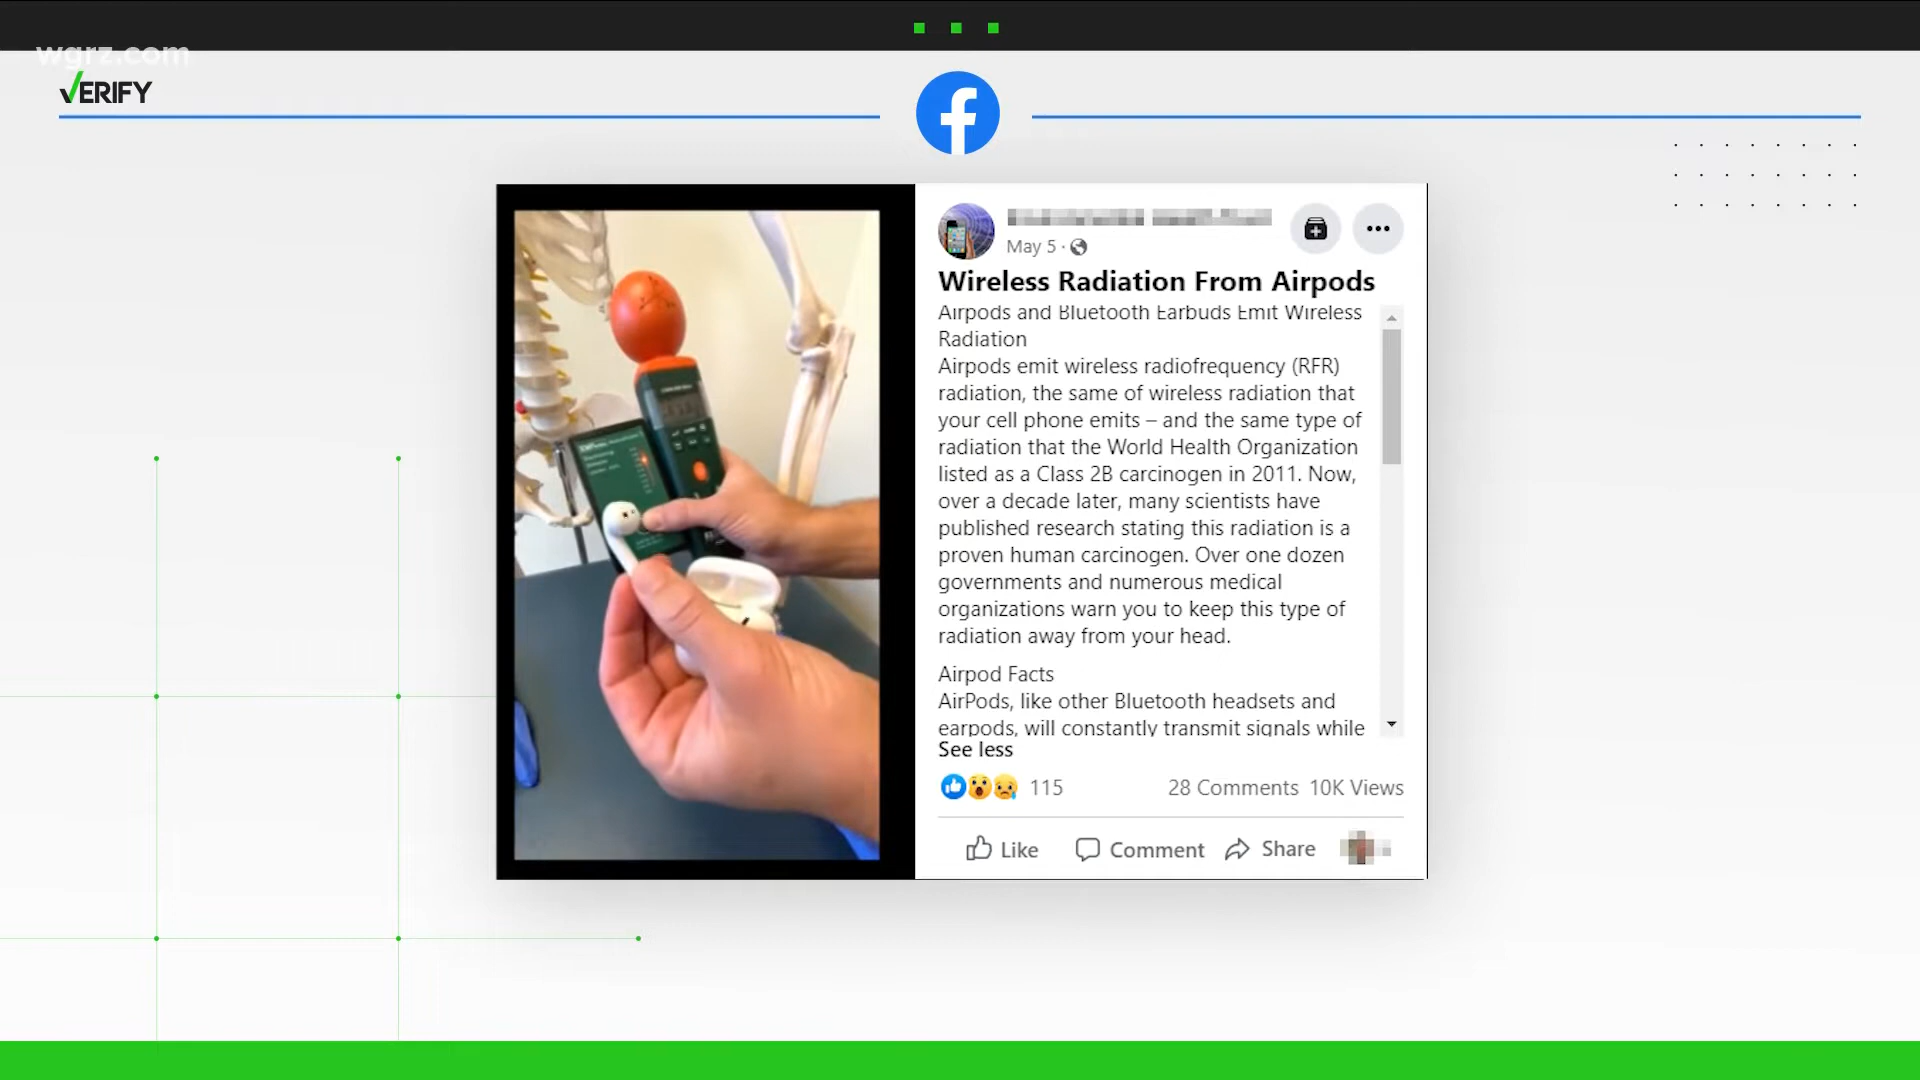 wgrz.com
VERIFY
May 5 ·
Wireless Radiation From Airpods
Airpods and Bluetooth Earbuds Emit Wireless
Radiation
Airpods emit wireless radiofrequency (RFR)
radiation, the same of wireless radiation that
your cell phone emits – and the same type of
radiation that the World Health Organization
listed as a Class 2B carcinogen in 2011. Now,
over a decade later, many scientists have
published research stating this radiation is a
proven human carcinogen. Over one dozen
governments and numerous medical
organizations warn you to keep this type of
radiation away from your head.
Airpod Facts
AirPods, like other Bluetooth headsets and
earpods, will constantly transmit signals while
See less
115
28 Comments 10K Views
Like Comment Share